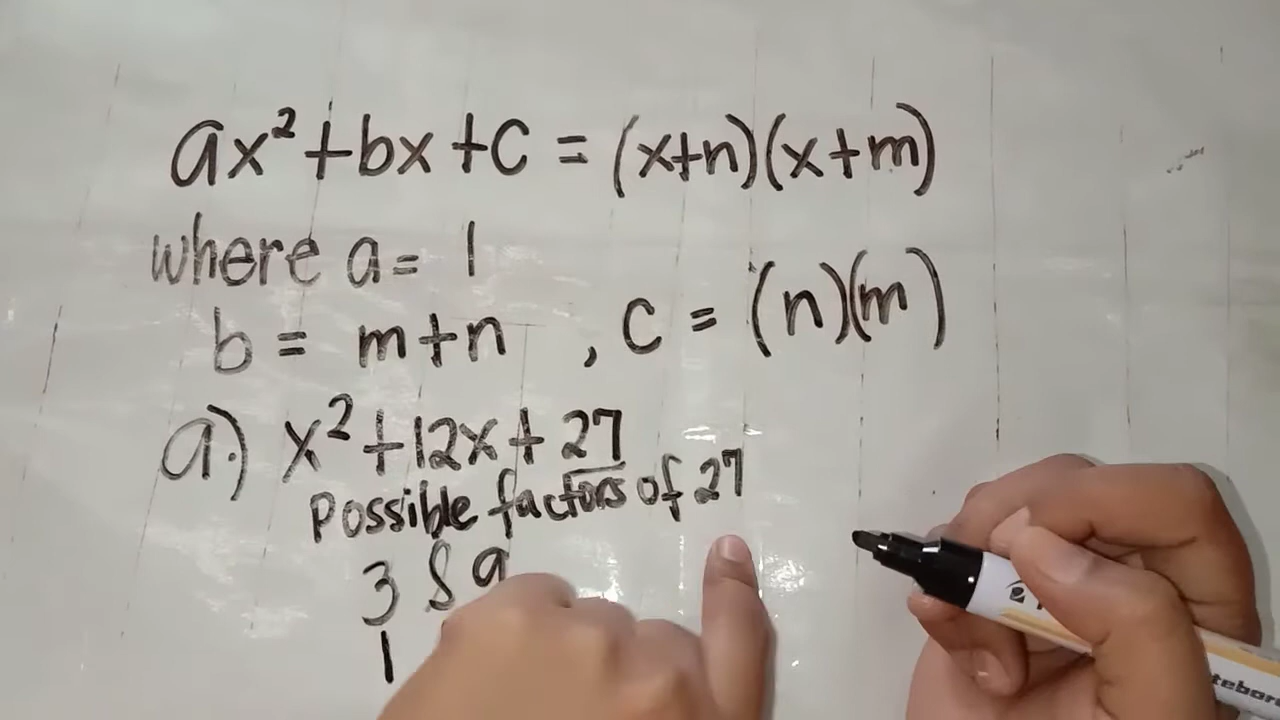 ax² + bx + c = (x+n)(x+m)
where a = 1
b = m+n , c = (n)(m)
a.) x² + 12x + 27
possible factors of 27
3 & 9
1